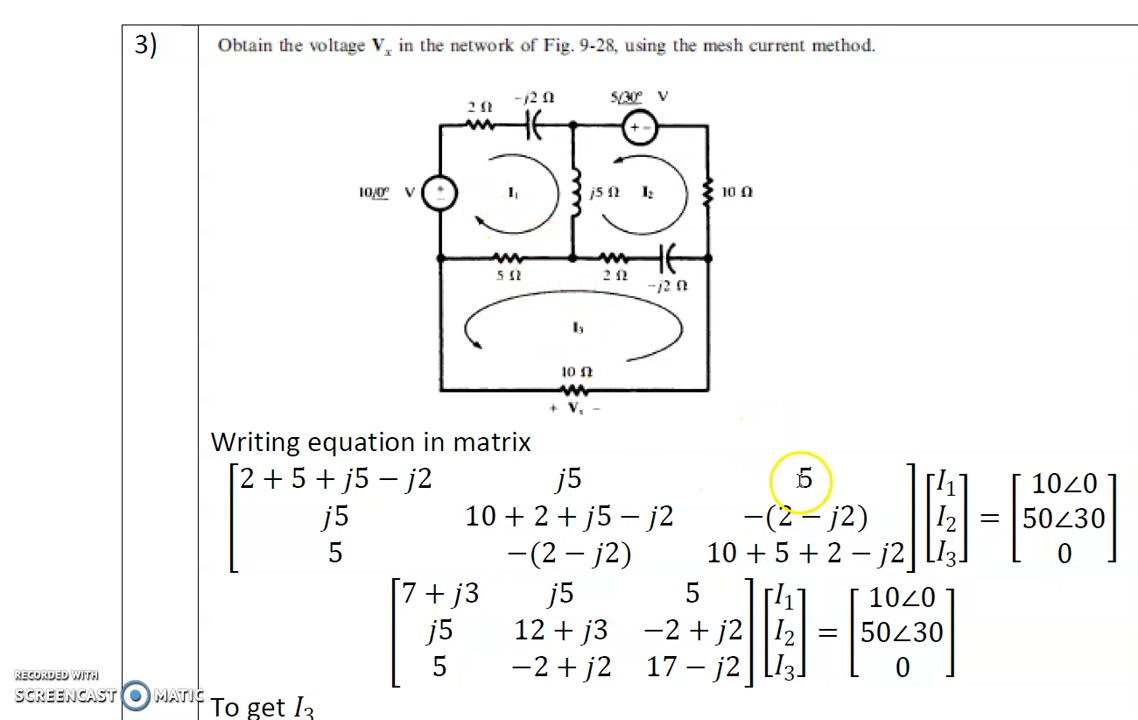 3)
Obtain the voltage Vₓ in the network of Fig. 9-28, using the mesh current method.
2 Ω -j2 Ω 5/30° V
10/0° V + - I₁ j5 Ω I₂ 10 Ω
+ -
5 Ω 2 Ω -j2 Ω
I₃
10 Ω
+ Vₓ -
Writing equation in matrix
[2 + 5 + j5 − j2 j5 5] [I₁] = [10∠0]
[j5 10 + 2 + j5 − j2 −(2 − j2)] [I₂] = [50∠30]
[5 −(2 − j2) 10 + 5 + 2 − j2] [I₃] = [0]
[7 + j3 j5 5] [I₁] = [10∠0]
[j5 12 + j3 −2 + j2] [I₂] = [50∠30]
[5 −2 + j2 17 − j2] [I₃] = [0]
To get I₃
RECORDED WITH
SCREENCAST MATIC